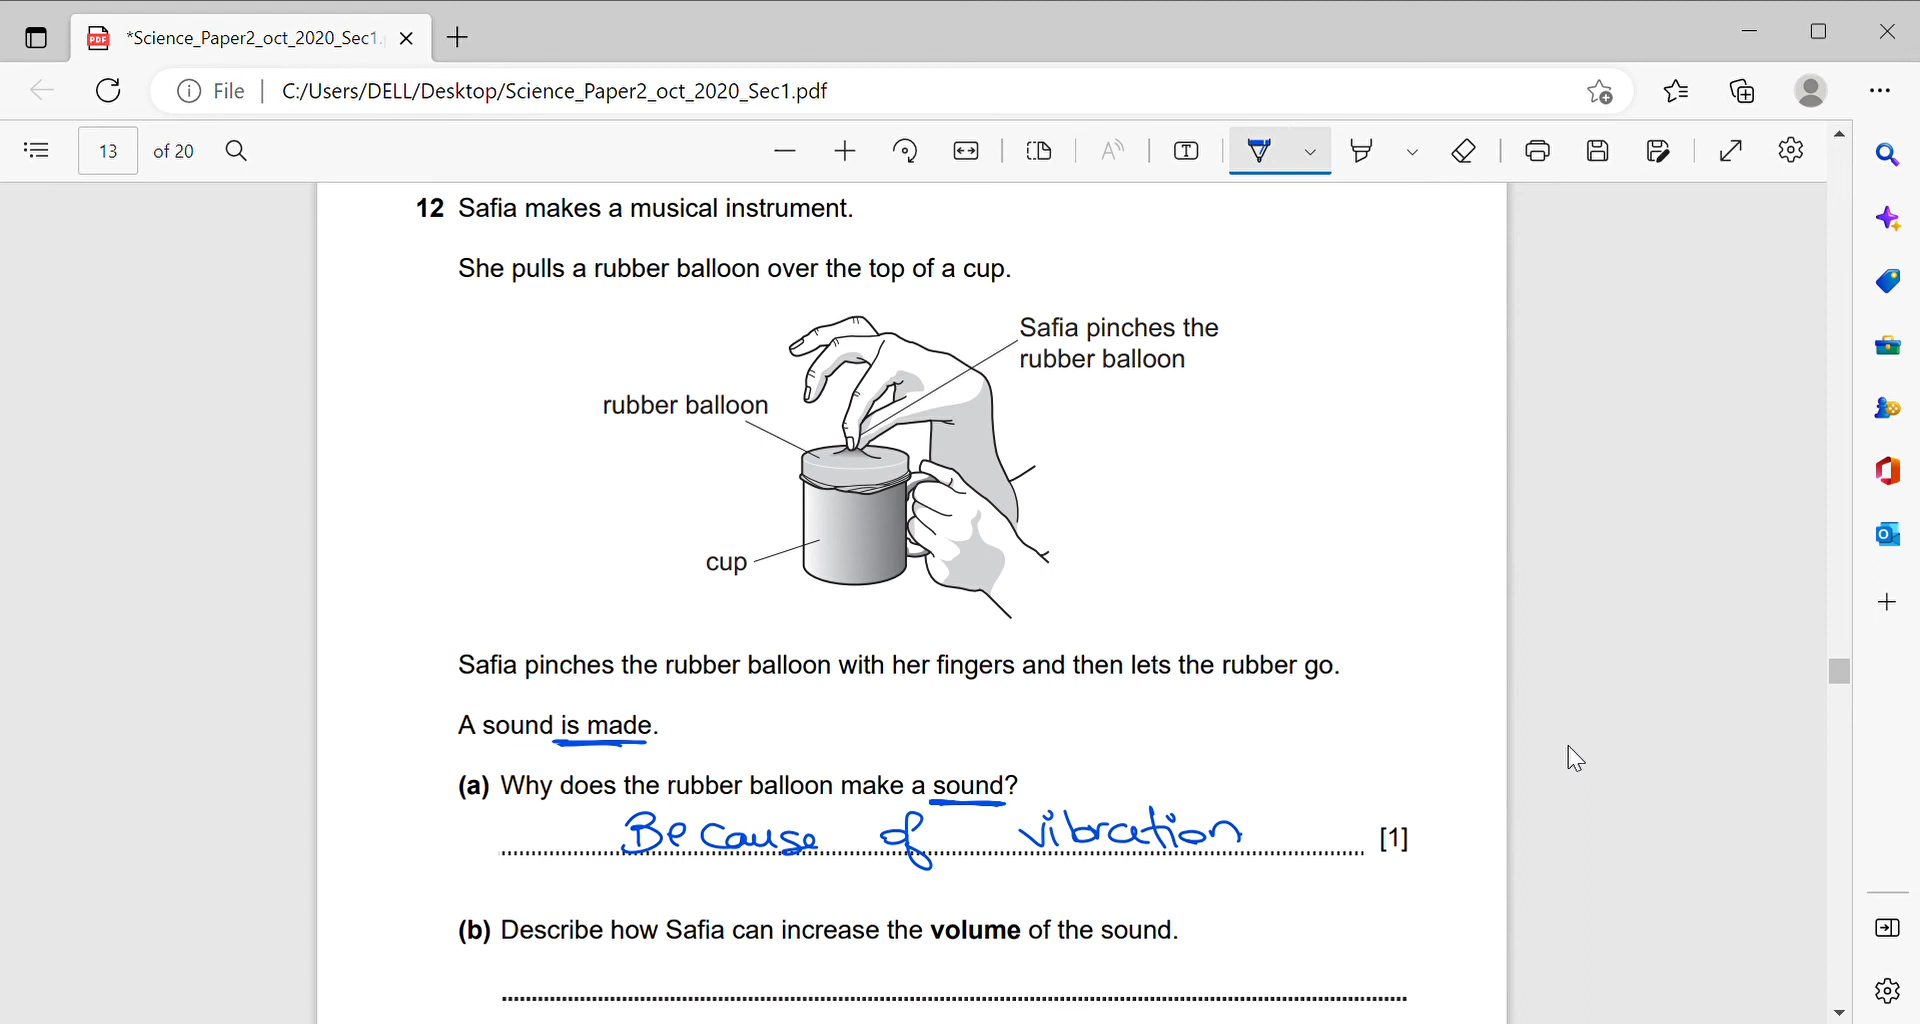 *Science_Paper2_oct_2020_Sec1.
File
C:/Users/DELL/Desktop/Science_Paper2_oct_2020_Sec1.pdf
13 of 20
12 Safia makes a musical instrument.
She pulls a rubber balloon over the top of a cup.
Safia pinches the
rubber balloon
rubber balloon
cup
Safia pinches the rubber balloon with her fingers and then lets the rubber go.
A sound is made.
(a) Why does the rubber balloon make a sound?
Because of vibration [1]
(b) Describe how Safia can increase the volume of the sound.